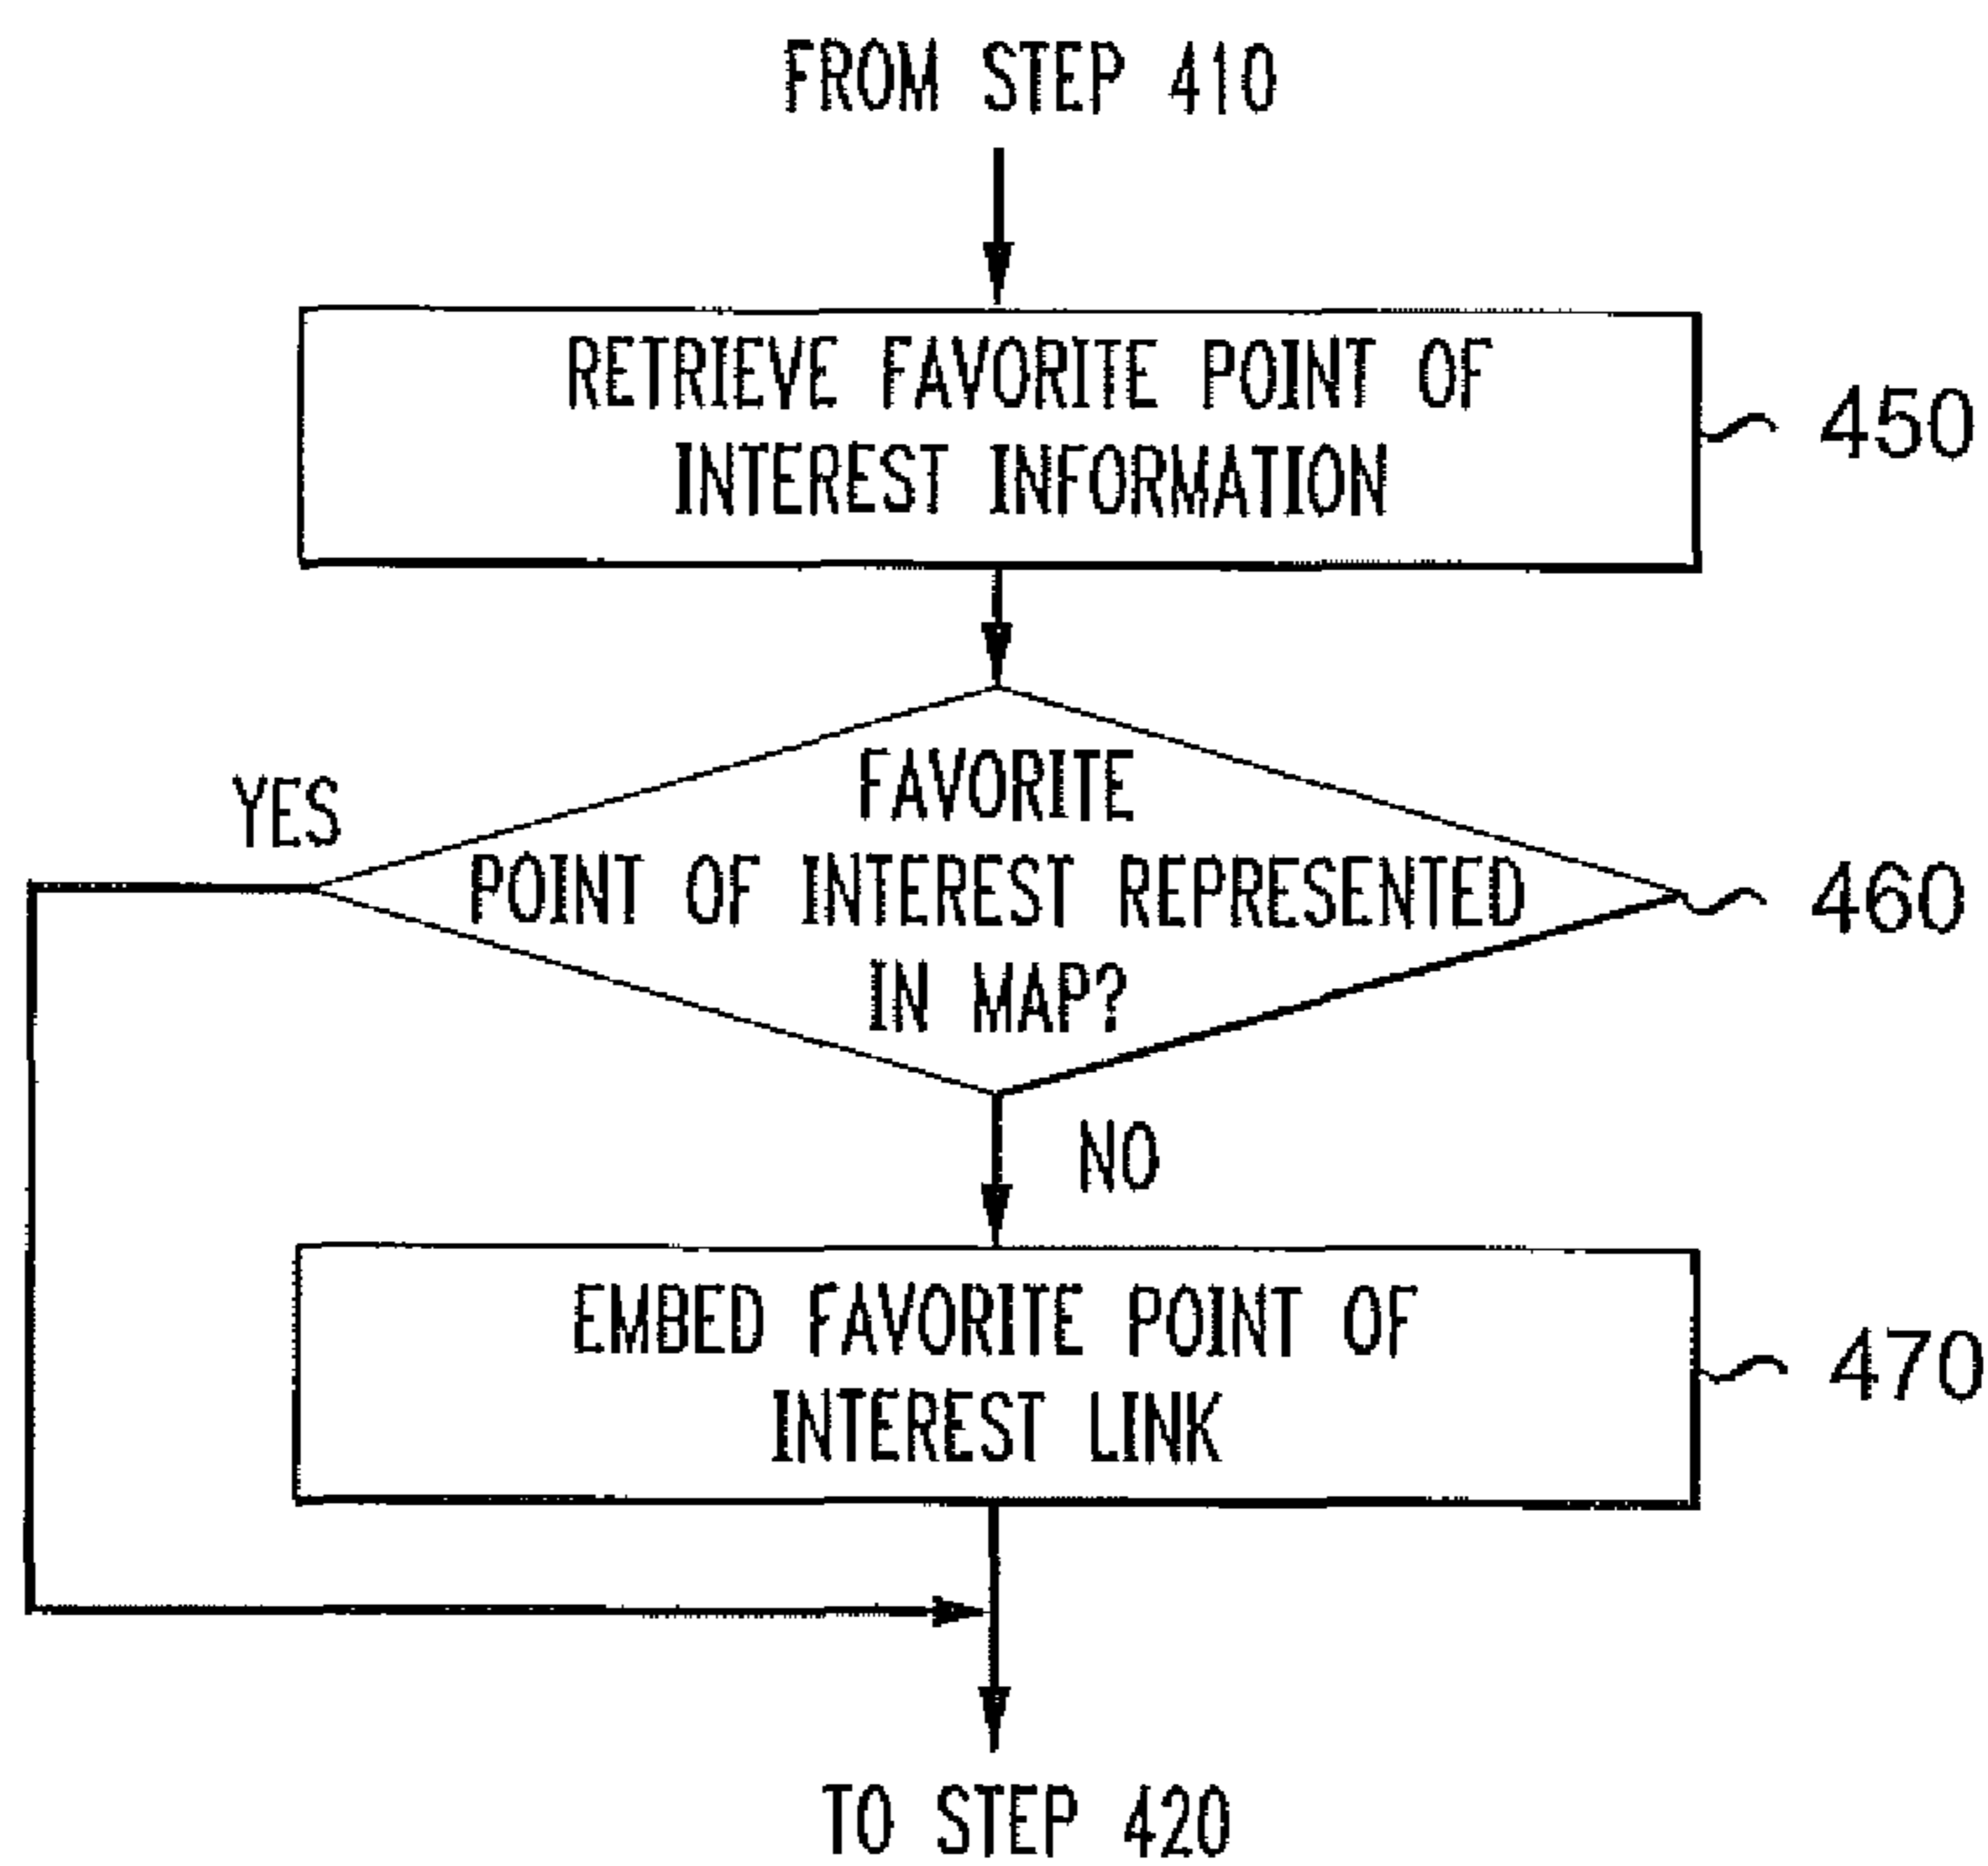 FROM STEP 410
RETRIEVE FAVORITE POINT OF
INTEREST INFORMATION
450
YES
FAVORITE
POINT OF INTEREST REPRESENTED
IN MAP?
460
NO
EMBED FAVORITE POINT OF
INTEREST LINK
470
TO STEP 420